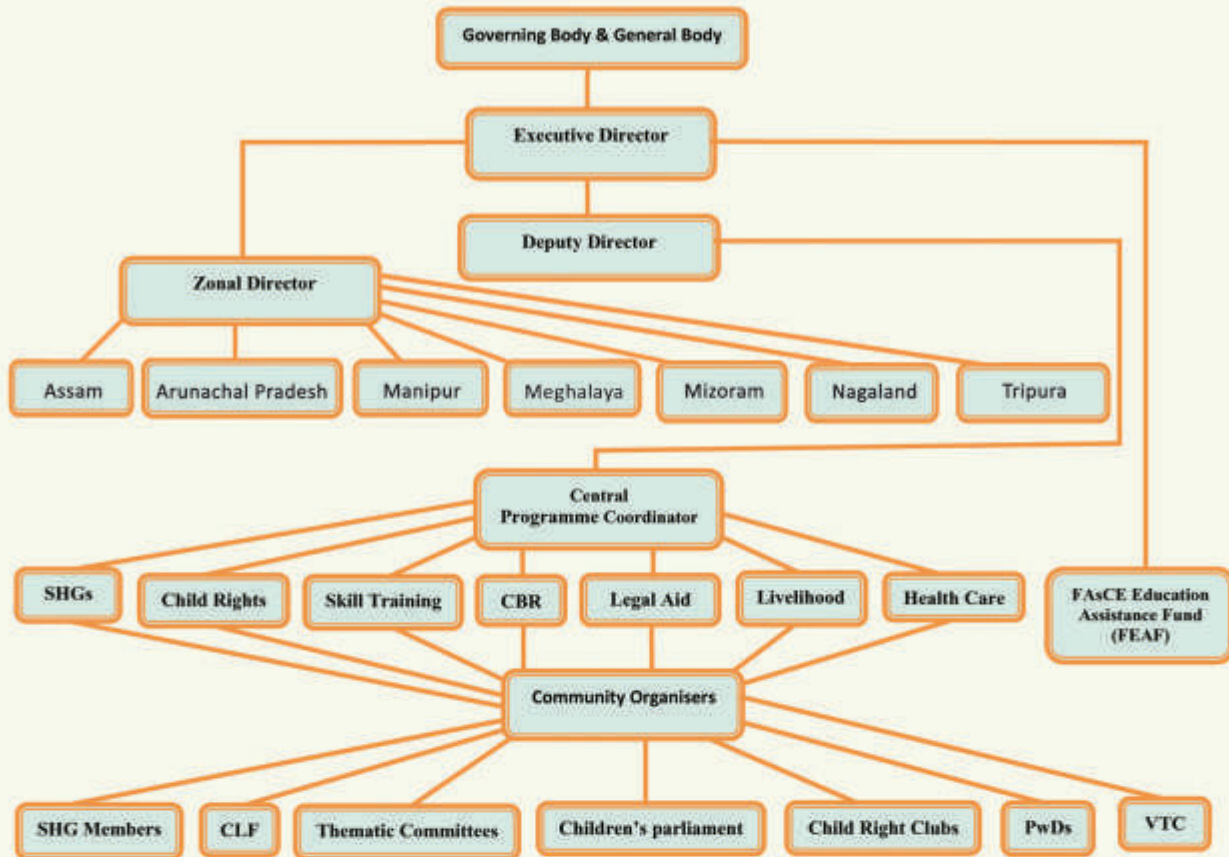 Governing Body & General Body
Executive Director
Deputy Director
Zonal Director
Assam
Arunachal Pradesh
Manipur
Meghalaya
Mizoram
Nagaland
Tripura
Central
Programme Coordinator
SHGs
Child Rights
Skill Training
CBR
Legal Aid
Livelihood
Health Care
FAsCE Education
Assistance Fund
(FEAF)
Community Organisers
SHG Members
CLF
Thematic Committees
Children's parliament
Child Right Clubs
PwDs
VTC